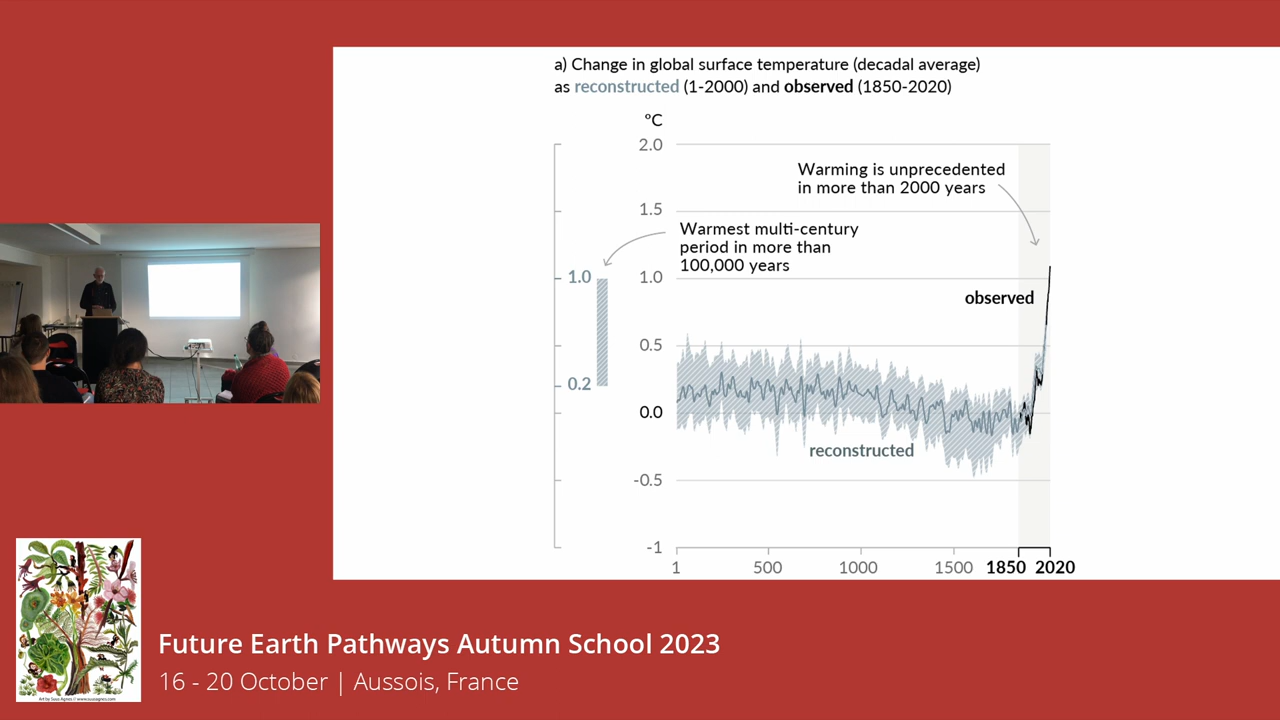 a) Change in global surface temperature (decadal average)
as reconstructed (1-2000) and observed (1850-2020)
ºC
2.0
1.5
1.0
0.5
0.0
-0.5
-1
Warming is unprecedented
in more than 2000 years
Warmest multi-century
period in more than
100,000 years
1.0
0.2
observed
reconstructed
1 500 1000 1500 1850 2020
Future Earth Pathways Autumn School 2023
16 - 20 October | Aussois, France